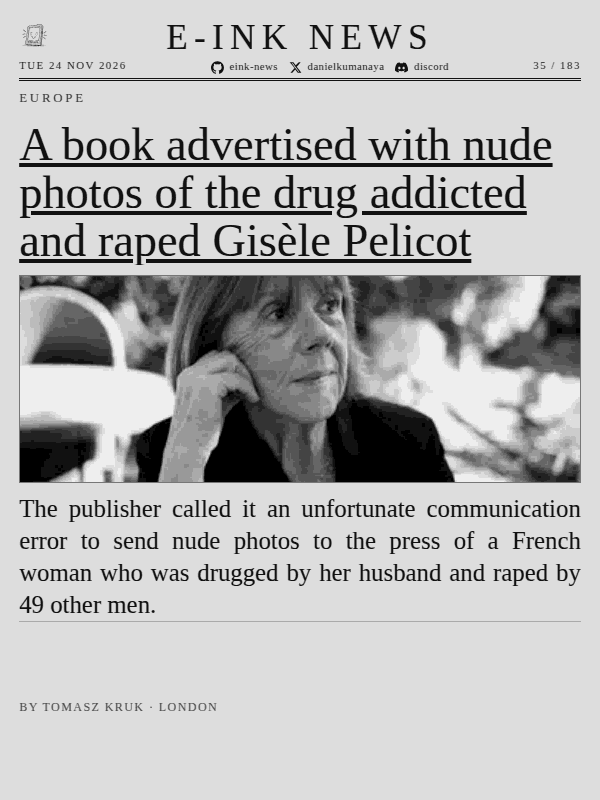 E-INK NEWS
TUE 24 NOV 2026
eink-news danielkumanaya discord
35 / 183
EUROPE
A book advertised with nude
photos of the drug addicted
and raped Gisèle Pelicot
The publisher called it an unfortunate communication
error to send nude photos to the press of a French
woman who was drugged by her husband and raped by
49 other men.
BY TOMASZ KRUK · LONDON